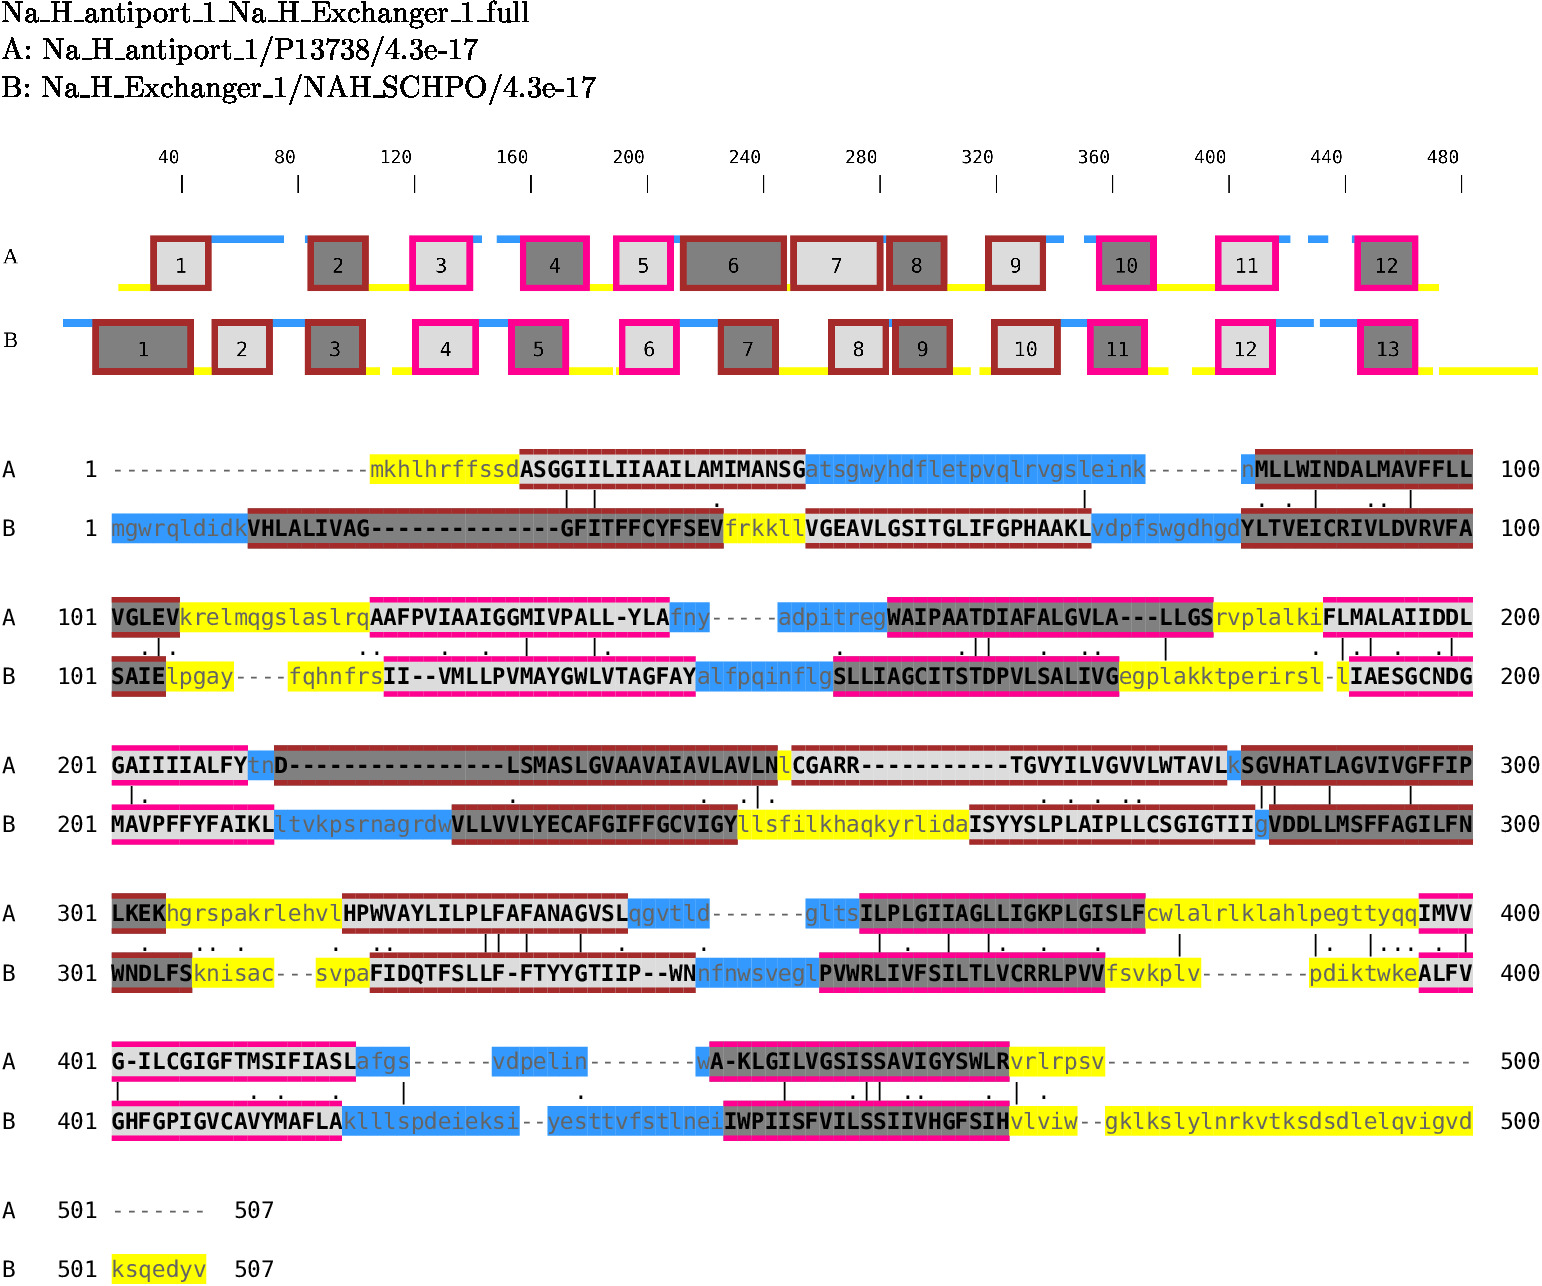 Na_H_antiport_1_Na_H_Exchanger_1_full
A: Na_H_antiport_1/P13738/4.3e-17
B: Na_H_Exchanger_1/NAH_SCHPO/4.3e-17
40 80 120 160 200 240 280 320 360 400 440 480
A 1 2 3 4 5 6 7 8 9 10 11 12
B 1 2 3 4 5 6 7 8 9 10 11 12 13
A 1 -------------------mkhlhrffssdASGGIILIIAAILAMIMANSGatsgwyhdfletpvqlrvgsleink-------nMLLWINDALMAVFFLL 100
B 1 mgwrqldidkVHLALIVAG--------------GFITFFCYFSEVfrkkllVGEAVLGSITGLIFGPHAAKLvdpfswgdhgdYLTVEICRIVLDVRVFA 100
A 101 VGLEVkrelmqgslaslrqAAFPVIAAIGGMIVPALL-YLAfny-----adpitregWAIPAATDIAFALGVLA---LLGSrvplalkiFLMALAIIDDL 200
B 101 SAIElpgay----fqhnfrsII--VMLLPVMAYGWLVTAGFAYalfpqinflgSLLIAGCITSTDPVLSALIVGegplakktperirsl-lIAESGCNDG 200
A 201 GAIIIIALFYtnD----------------LSMASLGVAAVAIAVLAVLNlCGARR-----------TGVYILVGVVLWTAVLkSGVHATLAGVIVGFFIP 300
B 201 MAVPFFYFAIKLltvkpsrnagrdwVLLVVLYECAFGIFFGCVIGYllsfilkhaqkyrlidaISYYSLPLAIPLLCSGIGTIIgVDDLLMSFFAGILFN 300
A 301 LKEKhgrspakrlehvlHPWVAYLILPLFAFANAGVSLqgvtld-------gltsILPLGIIAGLLIGKPLGISLFcwlalrlklahlpegttyqqIMVV 400
B 301 WNDLFSknisac---svpaFIDQTFSLLF-FTYYGTIIP--WNnfnwsveglPVWRLIVFSILTLVCRRLPVVfsvkplv--------pdiktwkeALFV 400
A 401 G-ILCGIGFTMSIFIASLafgs------vdpelin--------wA-KLGILVGSISSAVIGYSWLRvrlrpsv--------------------------- 500
B 401 GHFGPIGVCAVYMAFLAklllspdeieksi--yesttvfstlneiIWPIISFVILSSIIVHGFSIHvlviw--gklkslylnrkvtksdsdlelqvigvd 500
A 501 ------- 507
B 501 ksqedyv 507